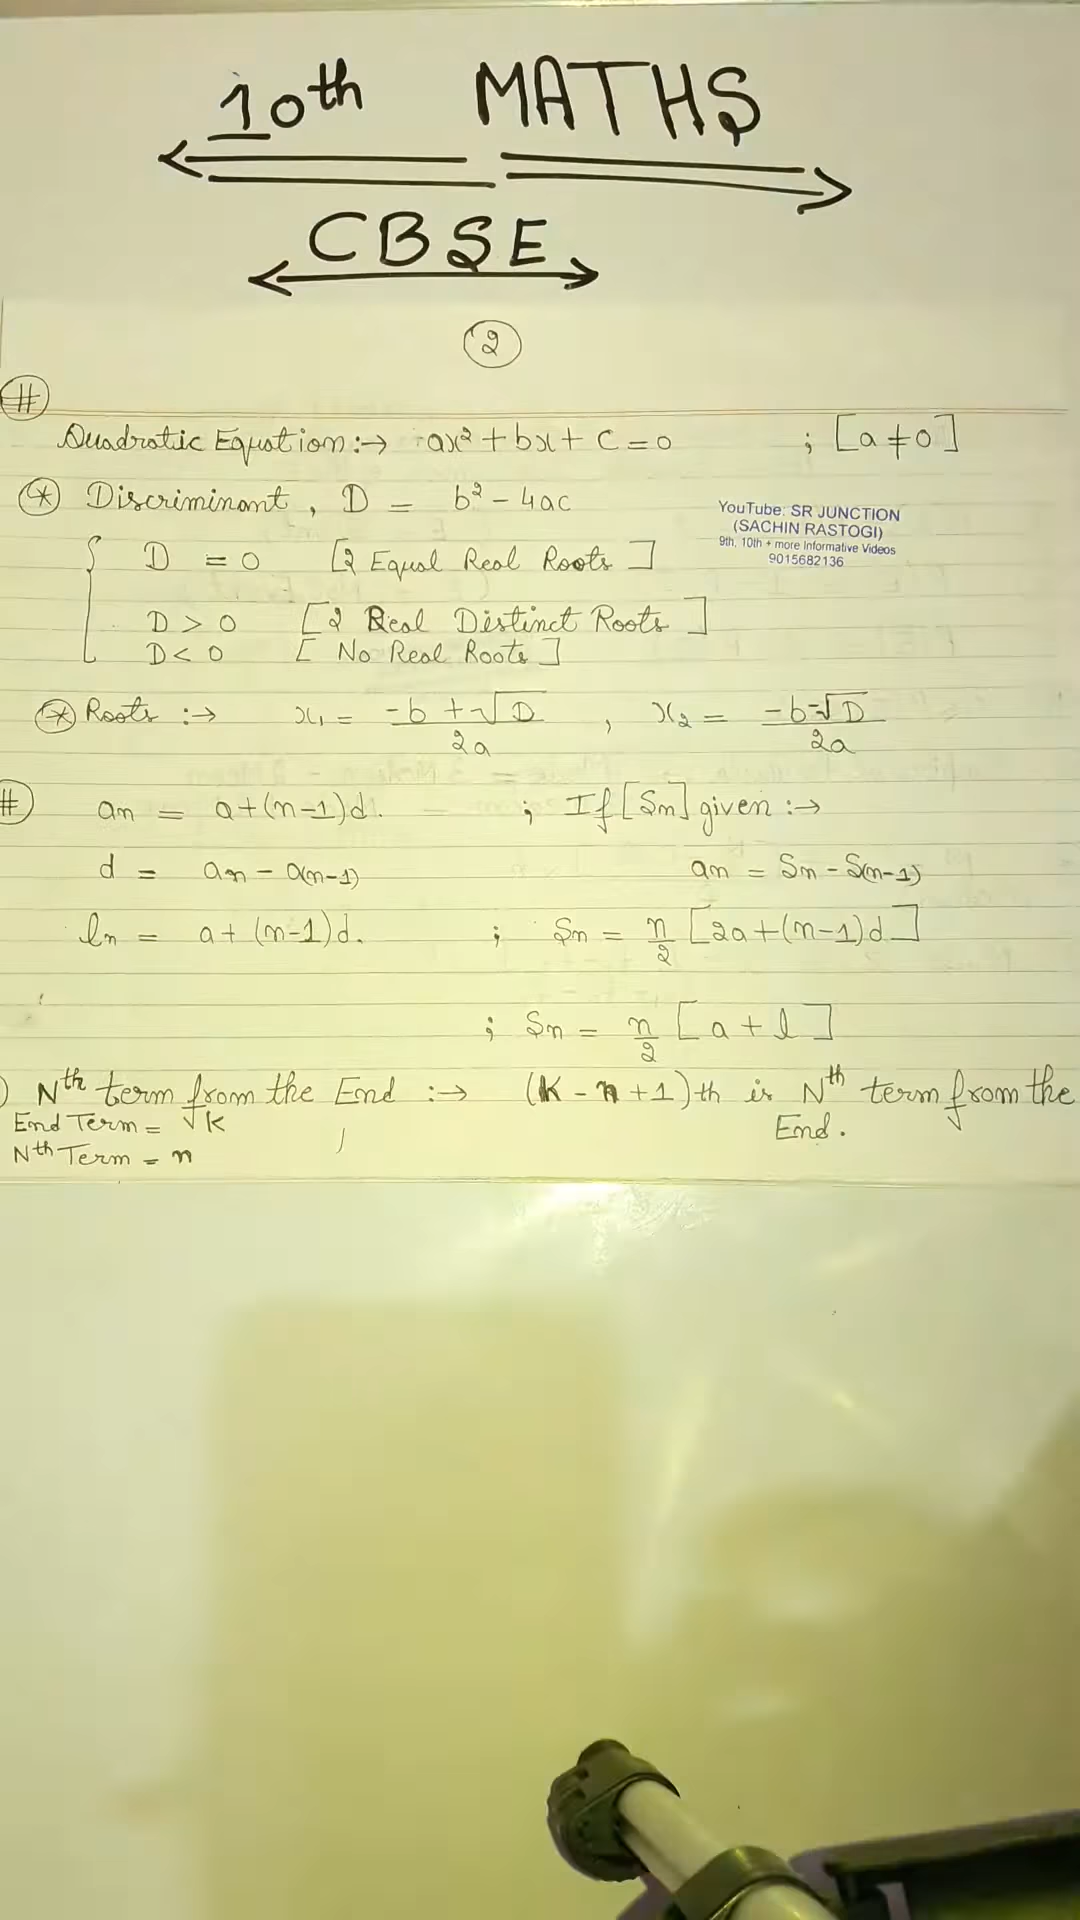 10th MATHS
CBSE
2
#
Quadratic Equation :→ ax² + bx + c = 0 ; [a ≠ 0]
* Discriminant, D = b² - 4ac
YouTube: SR JUNCTION
(SACHIN RASTOGI)
9th, 10th + more Informative Videos
9015682136
D = 0 [2 Equal Real Roots]
D > 0 [2 Real Distinct Roots]
D < 0 [No Real Roots]
* Roots :→ x₁ = -b + √D / 2a , x₂ = -b - √D / 2a
# an = a + (n-1)d. ; If [Sn] given :→
d = an - a(n-1) an = Sn - S(n-1)
ln = a + (n-1)d. ; Sn = n/2 [2a + (n-1)d]
; Sn = n/2 [a + l]
Nth term from the End :→ (K - n + 1)th is Nth term from the End.
End Term = K
Nth Term = n